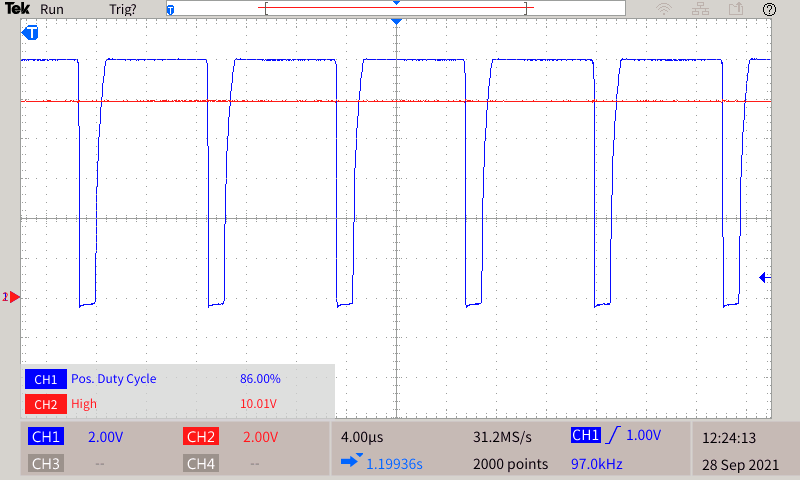 Tek Run Trig?
T
?
T
1
CH1 Pos. Duty Cycle 86.00%
CH2 High 10.01V
CH1 2.00V CH2 2.00V 4.00µs 31.2MS/s CH1 1.00V 12:24:13
CH3 -- CH4 -- 1.19936s 2000 points 97.0kHz 28 Sep 2021